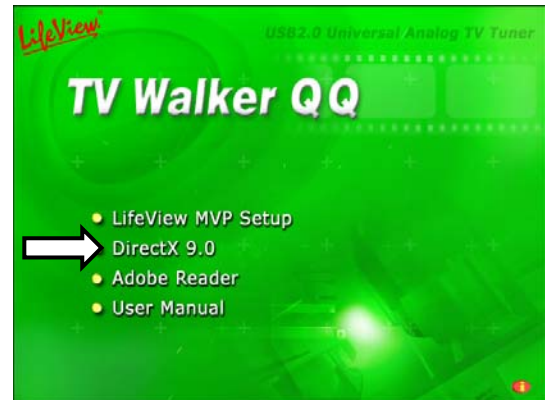 LifeView
USB2.0 Universal Analog TV Tuner
TV Walker QQ
LifeView MVP Setup
DirectX 9.0
Adobe Reader
User Manual
i